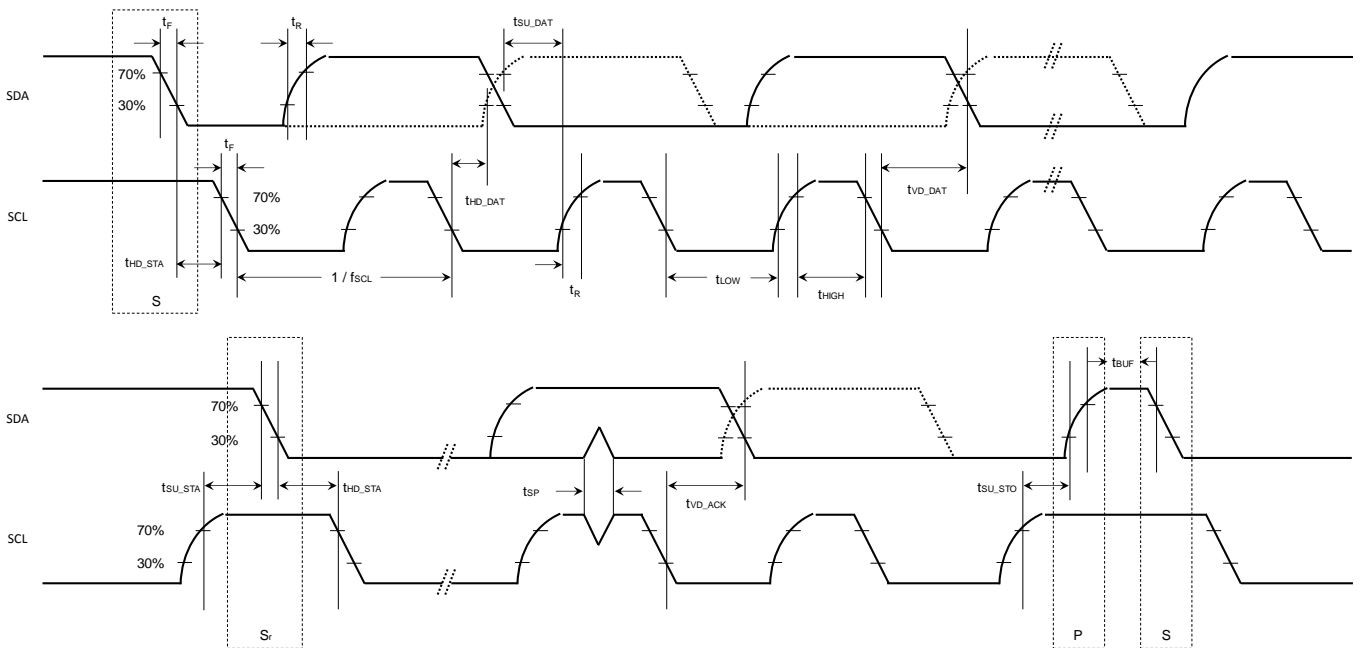 tF
tR
tSU_DAT
70%
SDA
30%
tF
tHD_DAT
tVD_DAT
70%
SCL
30%
tHD_STA
1 / fSCL
tR
tLOW
tHIGH
S
tBUF
70%
SDA
30%
tSU_STA
tHD_STA
tSP
tVD_ACK
tSU_STO
70%
SCL
30%
Sr
P
S